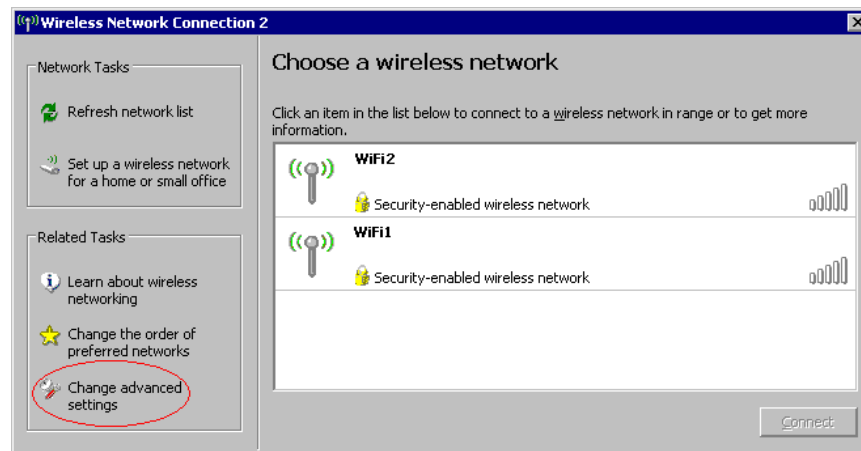 Wireless Network Connection 2
Network Tasks
Refresh network list
Set up a wireless network
for a home or small office
Related Tasks
Learn about wireless
networking
Change the order of
preferred networks
Change advanced
settings
Choose a wireless network
Click an item in the list below to connect to a wireless network in range or to get more
information.
WiFi2
Security-enabled wireless network
WiFi1
Security-enabled wireless network
Connect